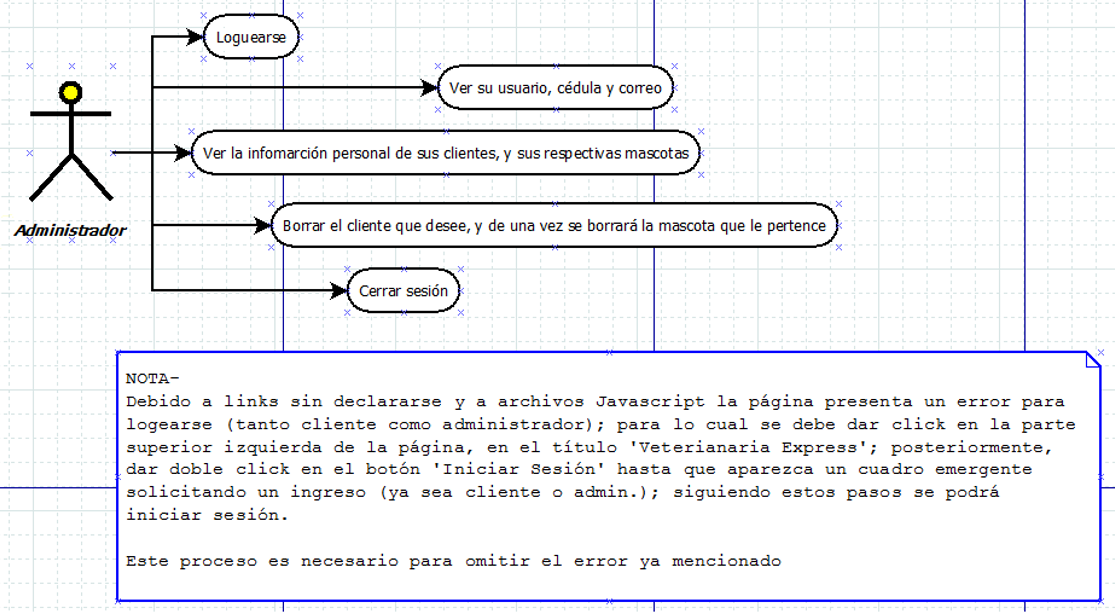 Loguearse
Ver su usuario, cédula y correo
Ver la infomarción personal de sus clientes, y sus respectivas mascotas
Administrador
Borrar el cliente que desee, y de una vez se borrará la mascota que le pertence
Cerrar sesión
NOTA-
Debido a links sin declararse y a archivos Javascript la página presenta un error para
logearse (tanto cliente como administrador); para lo cual se debe dar click en la parte
superior izquierda de la página, en el título 'Veterianaria Express'; posteriormente,
dar doble click en el botón 'Iniciar Sesión' hasta que aparezca un cuadro emergente
solicitando un ingreso (ya sea cliente o admin.); siguiendo estos pasos se podrá
iniciar sesión.
Este proceso es necesario para omitir el error ya mencionado